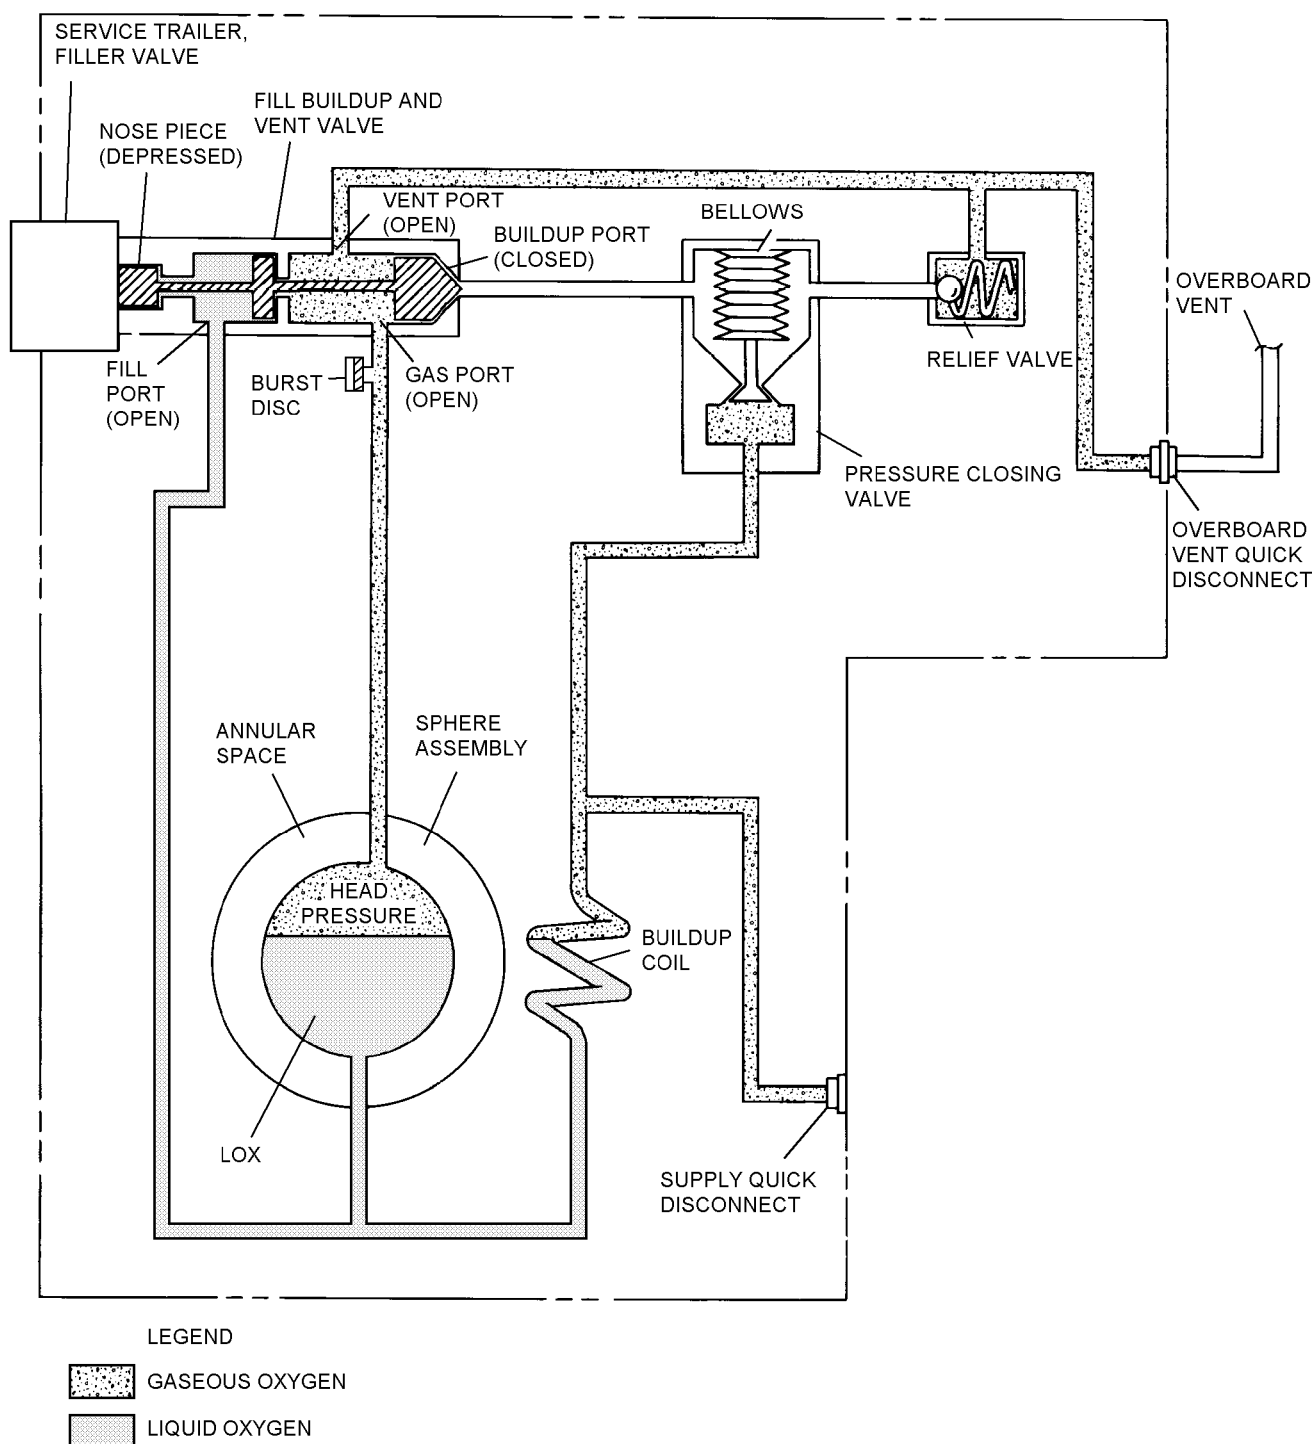 SERVICE TRAILER,
FILLER VALVE
FILL BUILDUP AND
VENT VALVE
NOSE PIECE
(DEPRESSED)
VENT PORT
(OPEN)
BUILDUP PORT
(CLOSED)
BELLOWS
OVERBOARD
VENT
RELIEF VALVE
FILL
PORT
(OPEN)
BURST
DISC
GAS PORT
(OPEN)
PRESSURE CLOSING
VALVE
OVERBOARD
VENT QUICK
DISCONNECT
ANNULAR
SPACE
SPHERE
ASSEMBLY
HEAD
PRESSURE
BUILDUP
COIL
LOX
SUPPLY QUICK
DISCONNECT
LEGEND
GASEOUS OXYGEN
LIQUID OXYGEN